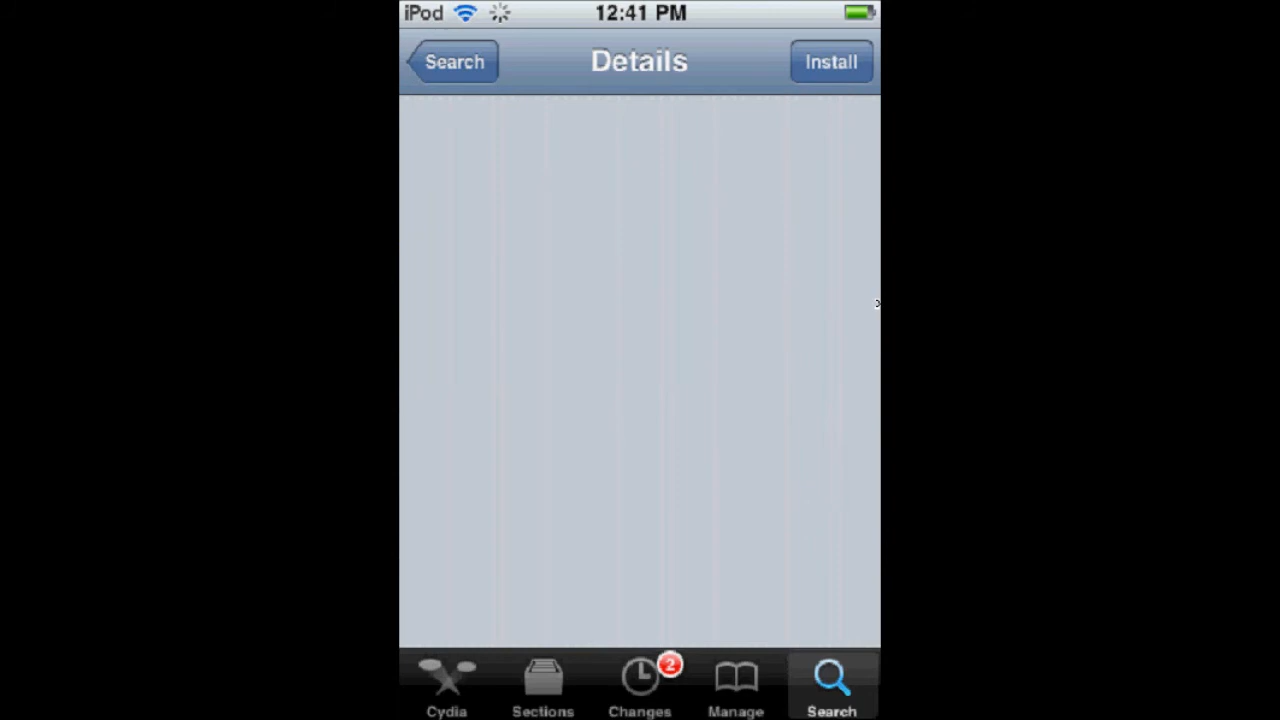 iPod 12:41 PM
Search Details Install
2
Cydia Sections Changes Manage Search